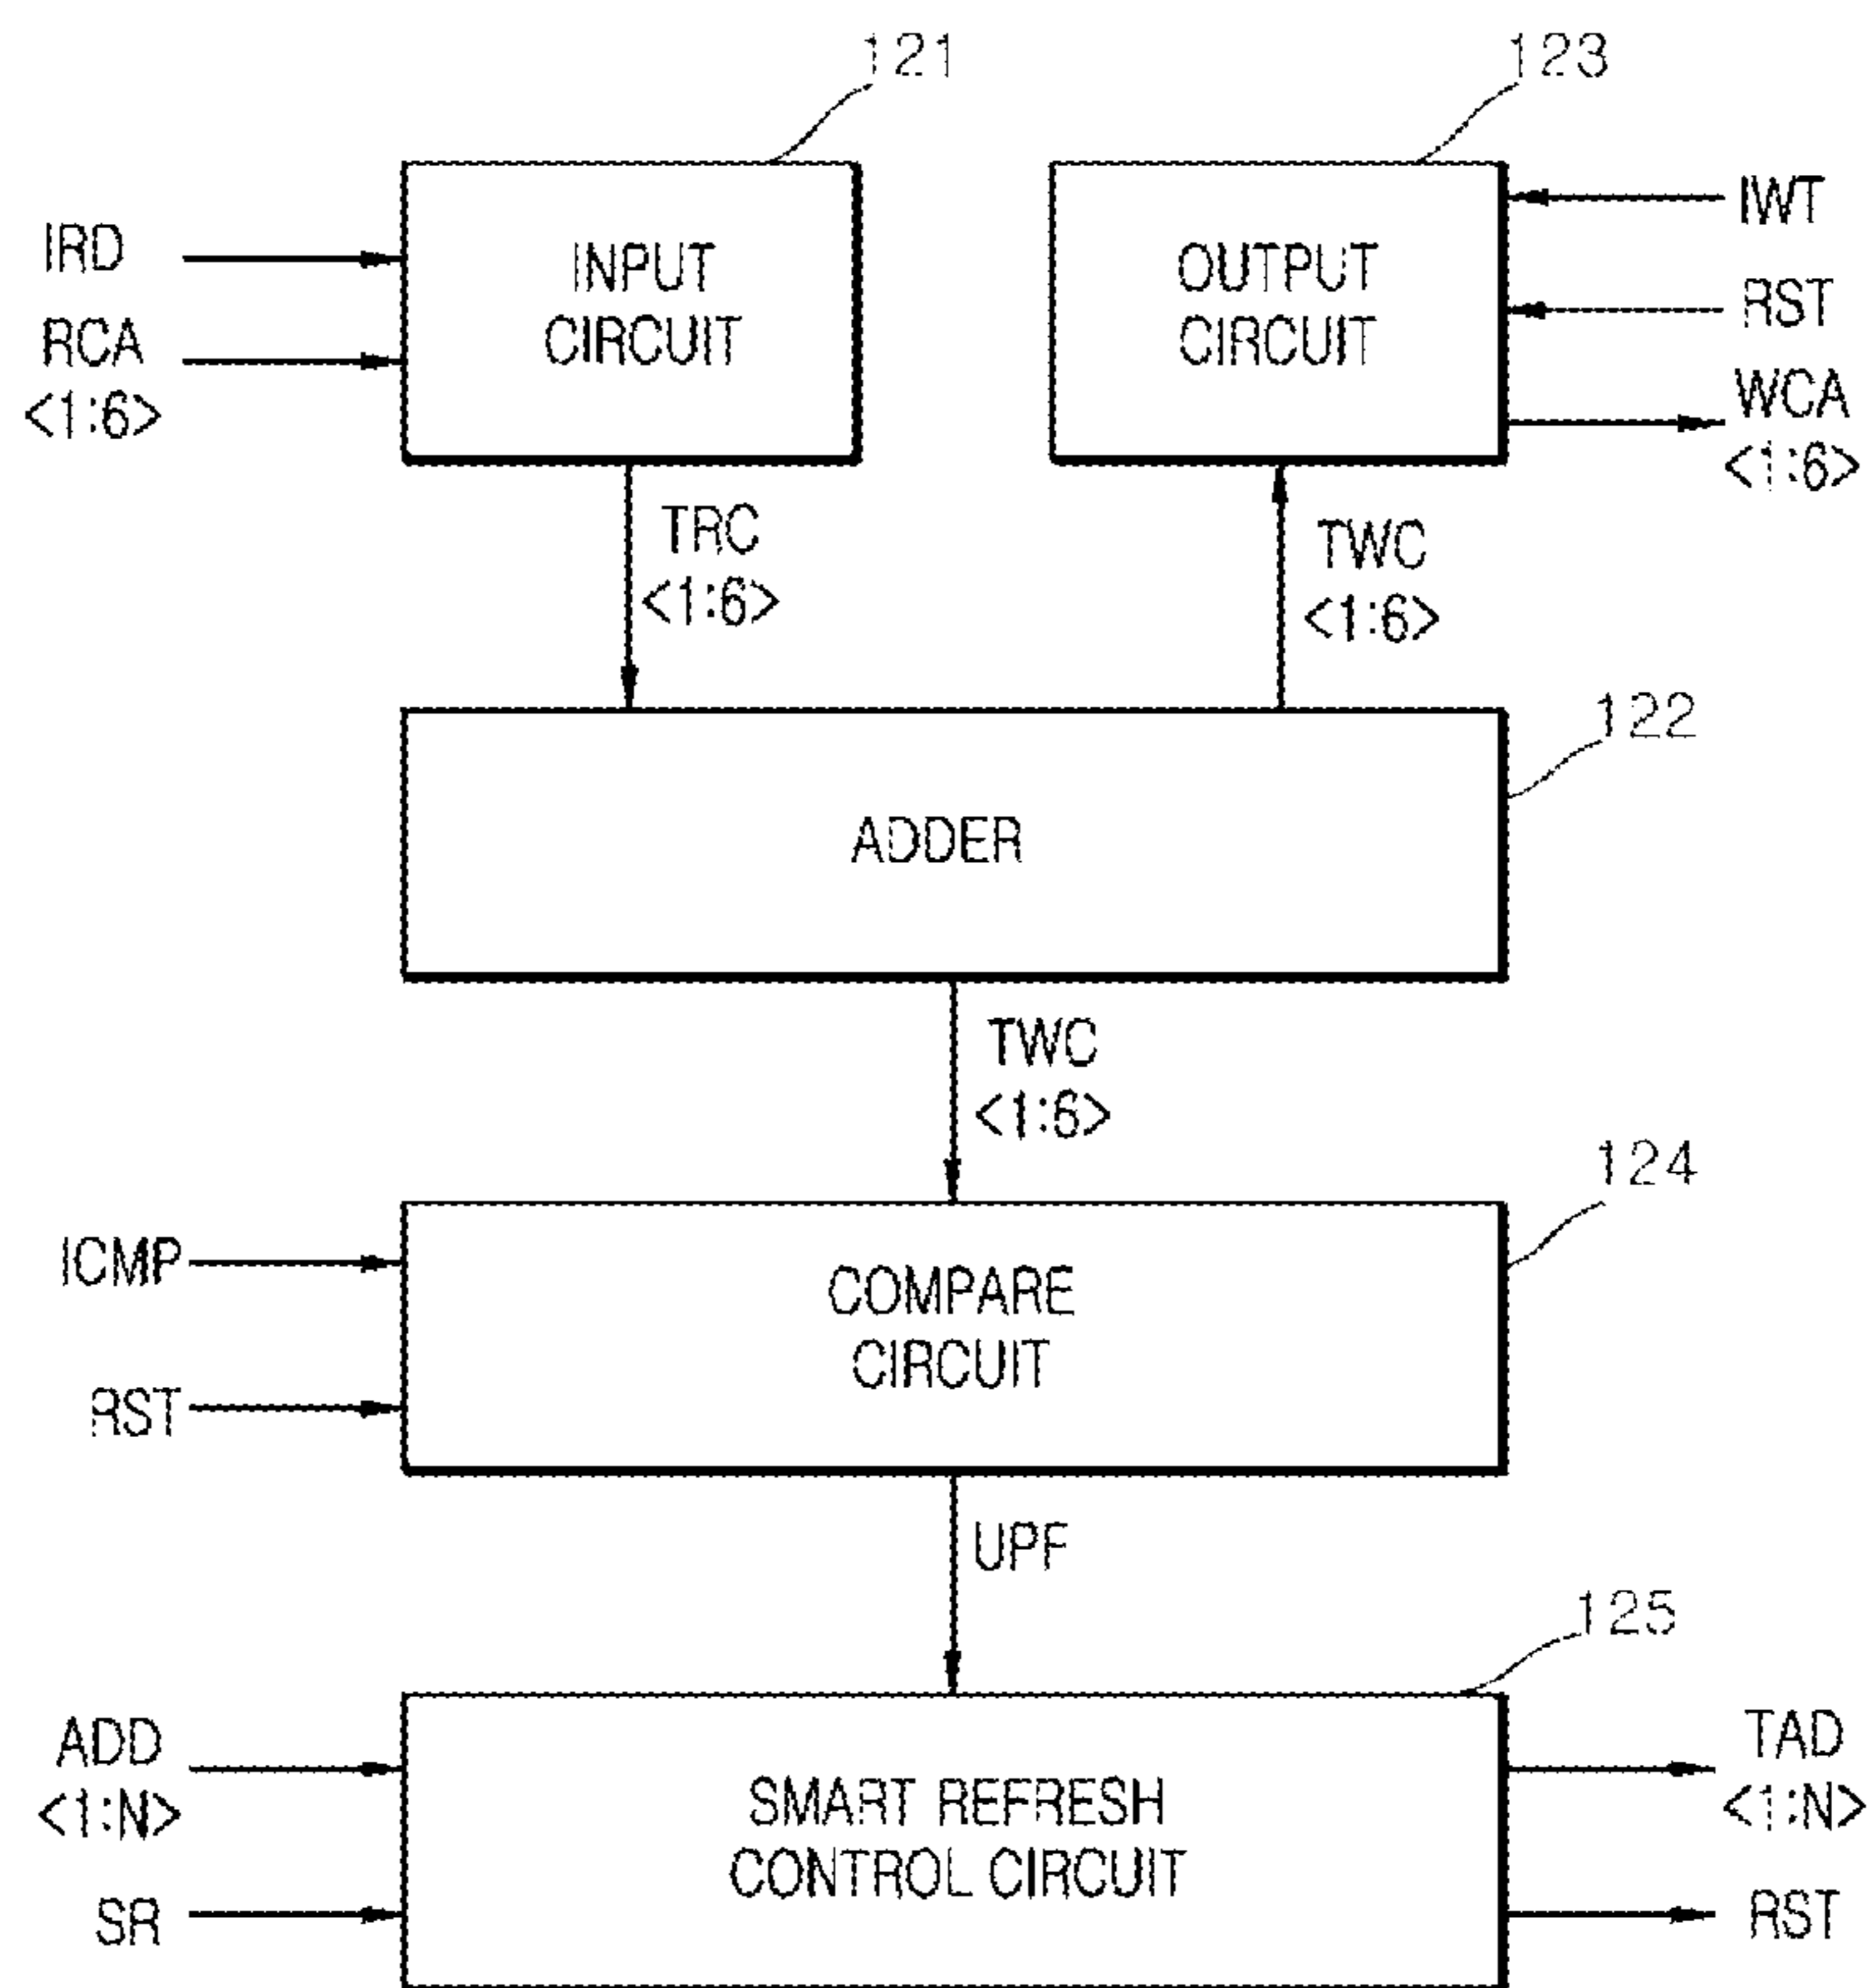 121
123
IRD
RCA
<1:6>
INPUT
CIRCUIT
OUTPUT
CIRCUIT
IWT
RST
WCA
<1:6>
TRC
<1:6>
TWC
<1:6>
122
ADDER
TWC
<1:6>
124
ICMP
RST
COMPARE
CIRCUIT
UPF
125
ADD
<1:N>
SR
SMART REFRESH
CONTROL CIRCUIT
TAD
<1:N>
RST